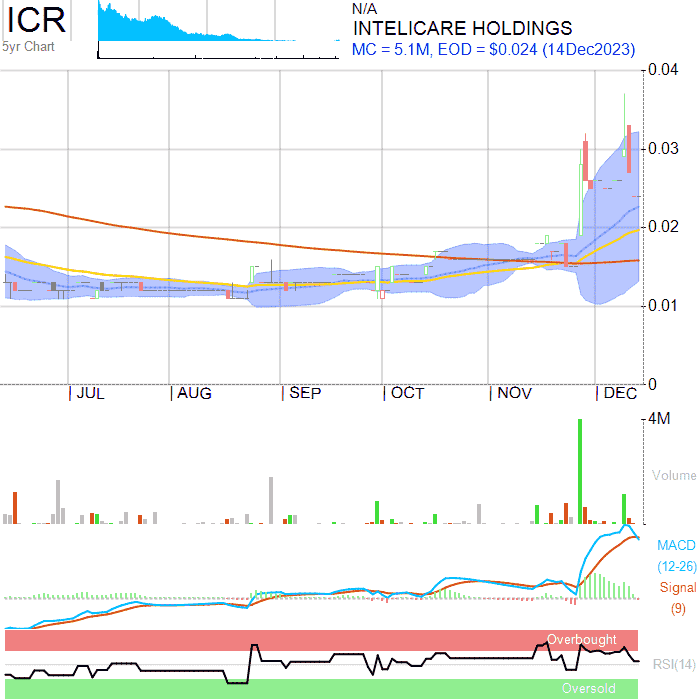 ICR
5yr Chart
N/A
INTELICARE HOLDINGS
MC = 5.1M, EOD = $0.024 (14Dec2023)
0.04
0.03
0.02
0.01
0
JUL AUG SEP OCT NOV DEC
4M
Volume
MACD
(12-26)
Signal
(9)
Overbought
RSI(14)
Oversold